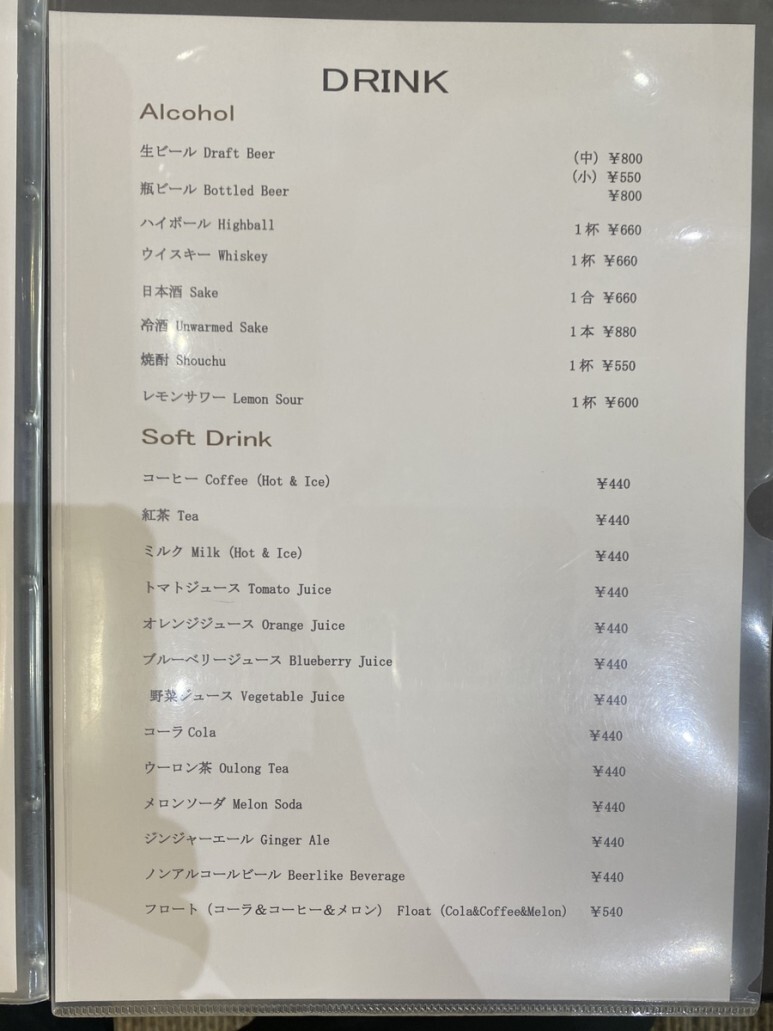 DRINK
Alcohol
生ビール Draft Beer (中) ¥800
(小) ¥550
瓶ビール Bottled Beer ¥800
ハイボール Highball 1杯 ¥660
ウイスキー Whiskey 1杯 ¥660
日本酒 Sake 1合 ¥660
冷酒 Unwarmed Sake 1本 ¥880
焼酎 Shouchu 1杯 ¥550
レモンサワー Lemon Sour 1杯 ¥600
Soft Drink
コーヒー Coffee (Hot & Ice) ¥440
紅茶 Tea ¥440
ミルク Milk (Hot & Ice) ¥440
トマトジュース Tomato Juice ¥440
オレンジジュース Orange Juice ¥440
ブルーベリージュース Blueberry Juice ¥440
野菜ジュース Vegetable Juice ¥440
コーラ Cola ¥440
ウーロン茶 Oulong Tea ¥440
メロンソーダ Melon Soda ¥440
ジンジャーエール Ginger Ale ¥440
ノンアルコールビール Beerlike Beverage ¥440
フロート (コーラ&コーヒー&メロン) Float (Cola&Coffee&Melon) ¥540